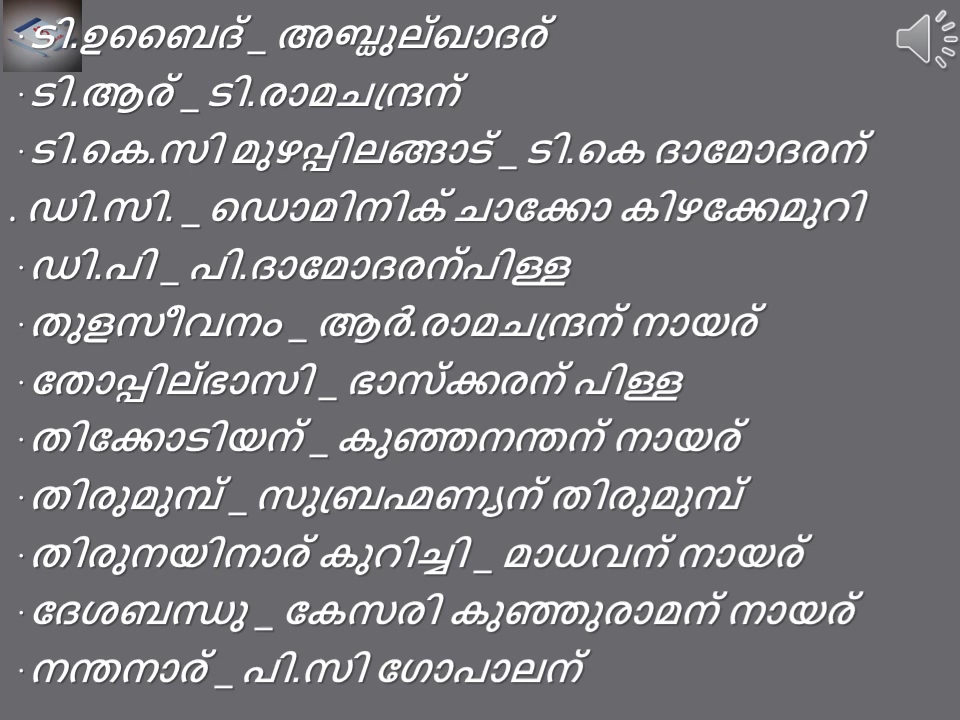 ·ടി.ഉബൈദ് _ അബ്ദുല്ഖാദര്
·ടി.ആര് _ ടി.രാമചന്ദ്രന്
·ടി.കെ.സി മുഴപ്പിലങ്ങാട് _ ടി.കെ ദാമോദരന്
. ഡി.സി. _ ഡൊമിനിക് ചാക്കോ കിഴക്കേമുറി
·ഡി.പി _ പി.ദാമോദരന്പിള്ള
·തുളസീവനം _ ആർ.രാമചന്ദ്രന് നായര്
·തോപ്പില്ഭാസി _ ഭാസ്ക്കരന് പിള്ള
·തിക്കോടിയന് _ കുഞ്ഞനന്തന് നായര്
·തിരുമുമ്പ് _ സുബ്രഹ്മണ്യന് തിരുമുമ്പ്
·തിരുനയിനാര് കുറിച്ചി _ മാധവന് നായര്
·ദേശബന്ധു _ കേസരി കുഞ്ഞുരാമന് നായര്
·നന്തനാര് _ പി.സി ഗോപാലന്